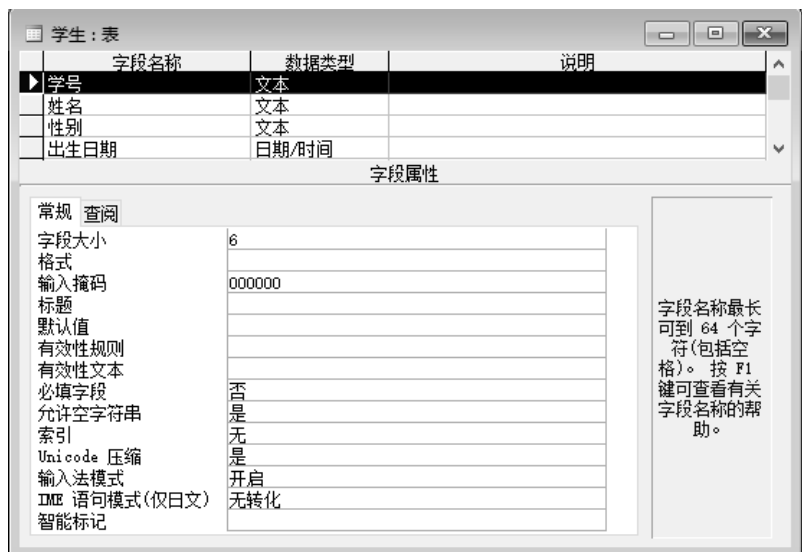 学生:表
字段名称 数据类型 说明
学号 文本
姓名 文本
性别 文本
出生日期 日期/时间
字段属性
常规 查阅
字段大小 6
格式
输入掩码 000000
标题
默认值
有效性规则
有效性文本
必填字段 否
允许空字符串 是
索引 无
Unicode 压缩 是
输入法模式 开启
IME 语句模式(仅日文) 无转化
智能标记
字段名称最长
可到 64 个字
符(包括空
格)。 按 F1
键可查看有关
字段名称的帮
助。